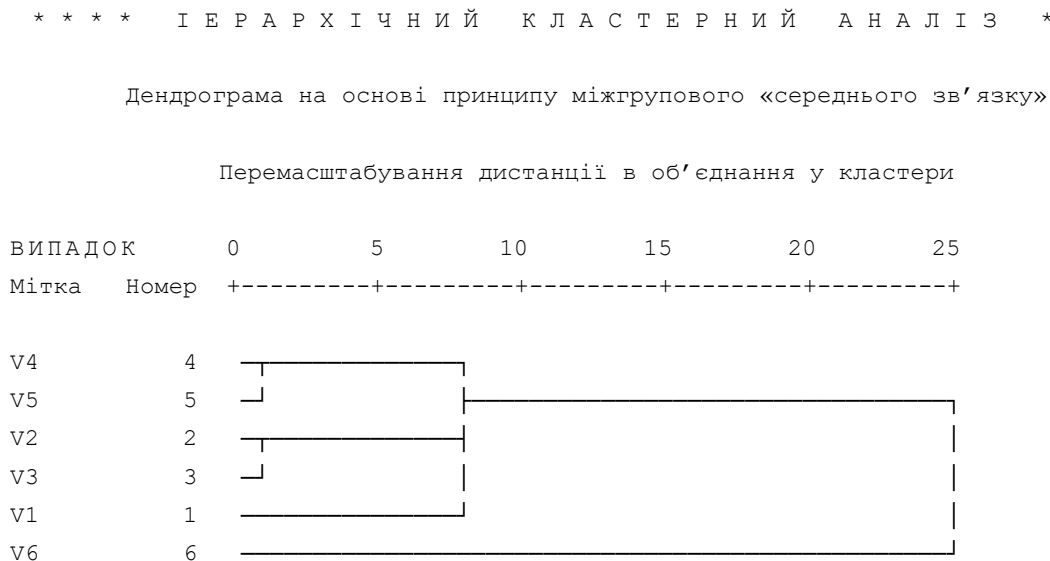 * * * * І Е Р А Р Х І Ч Н И Й К Л А С Т Е Р Н И Й А Н А Л І З *
Дендрограма на основі принципу міжгрупового «середнього зв’язку»
Перемасштабування дистанції в об’єднання у кластери
ВИПАДОК 0 5 10 15 20 25
Мітка Номер +---------+---------+---------+---------+---------+
V4 4
V5 5
V2 2
V3 3
V1 1
V6 6